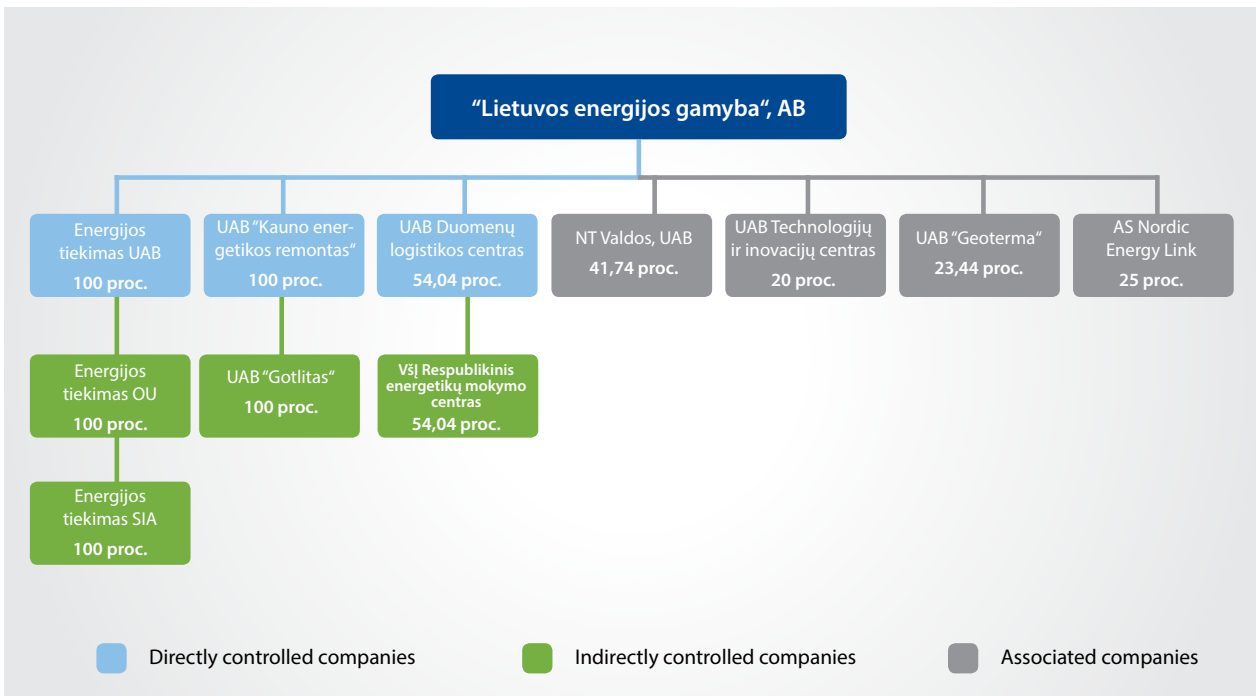 “Lietuvos energijos gamyba“, AB
Energijos
tiekimas UAB
100 proc.
UAB “Kauno ener-
getikos remontas“
100 proc.
UAB Duomenų
logistikos centras
54,04 proc.
NT Valdos, UAB
41,74 proc.
UAB Technologijų
ir inovacijų centras
20 proc.
UAB “Geoterma“
23,44 proc.
AS Nordic
Energy Link
25 proc.
Energijos
tiekimas OU
100 proc.
UAB “Gotlitas“
100 proc.
VšĮ Respublikinis
energetikų mokymo
centras
54,04 proc.
Energijos
tiekimas SIA
100 proc.
Directly controlled companies
Indirectly controlled companies
Associated companies